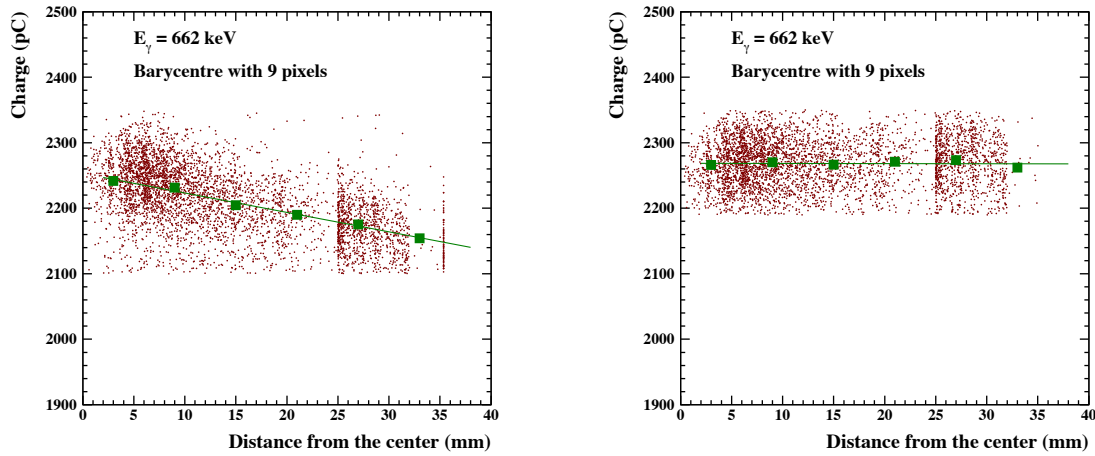 Charge (pC)
2500
2400
2300
2200
2100
2000
1900
0 5 10 15 20 25 30 35 40
Distance from the center (mm)
Eγ = 662 keV
Barycentre with 9 pixels
Charge (pC)
2500
2400
2300
2200
2100
2000
1900
0 5 10 15 20 25 30 35 40
Distance from the center (mm)
Eγ = 662 keV
Barycentre with 9 pixels